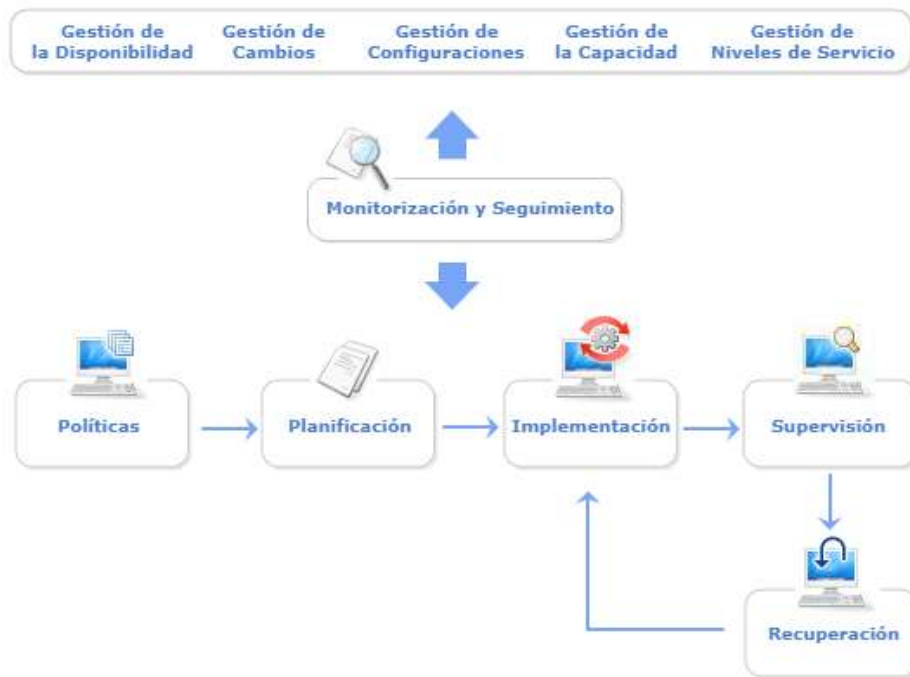 Gestión de la Disponibilidad
Gestión de Cambios
Gestión de Configuraciones
Gestión de la Capacidad
Gestión de Niveles de Servicio
Monitorización y Seguimiento
Políticas
Planificación
Implementación
Supervisión
Recuperación